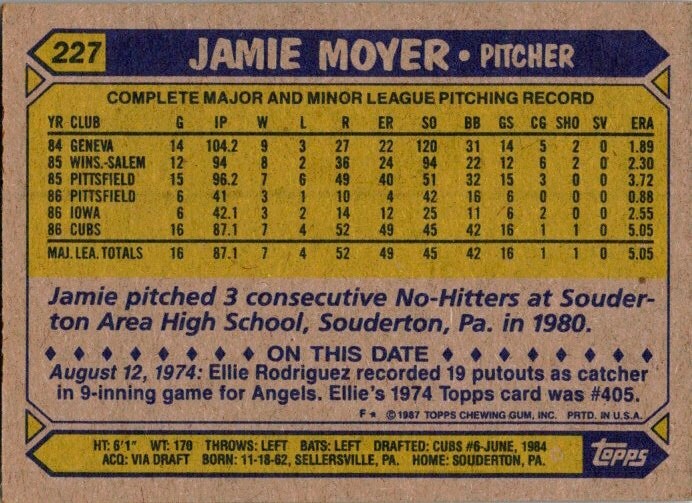 227 JAMIE MOYER • PITCHER
COMPLETE MAJOR AND MINOR LEAGUE PITCHING RECORD
YR CLUB G IP W L R ER SO BB GS CG SHO SV ERA
84 GENEVA 14 104.2 9 3 27 22 120 31 14 5 2 0 1.89
85 WINS.-SALEM 12 94 8 2 36 24 94 22 12 6 2 0 2.30
85 PITTSFIELD 15 96.2 7 6 49 40 51 32 15 3 0 0 3.72
86 PITTSFIELD 6 41 3 1 10 4 42 16 6 0 0 0 0.88
86 IOWA 6 42.1 3 2 14 12 25 11 6 2 0 0 2.55
86 CUBS 16 87.1 7 4 52 49 45 42 16 1 1 0 5.05
MAJ. LEA. TOTALS 16 87.1 7 4 52 49 45 42 16 1 1 0 5.05
Jamie pitched 3 consecutive No-Hitters at Souder-
ton Area High School, Souderton, Pa. in 1980.
♦ ♦ ♦ ♦ ♦ ♦ ♦ ON THIS DATE ♦ ♦ ♦ ♦ ♦ ♦ ♦
August 12, 1974: Ellie Rodriguez recorded 19 putouts as catcher
in 9-inning game for Angels. Ellie's 1974 Topps card was #405.
F★ ©1987 TOPPS CHEWING GUM, INC. PRTD. IN U.S.A.
HT: 6'1" WT: 170 THROWS: LEFT BATS: LEFT DRAFTED: CUBS #6-JUNE, 1984
ACQ: VIA DRAFT BORN: 11-18-62, SELLERSVILLE, PA. HOME: SOUDERTON, PA.
topps